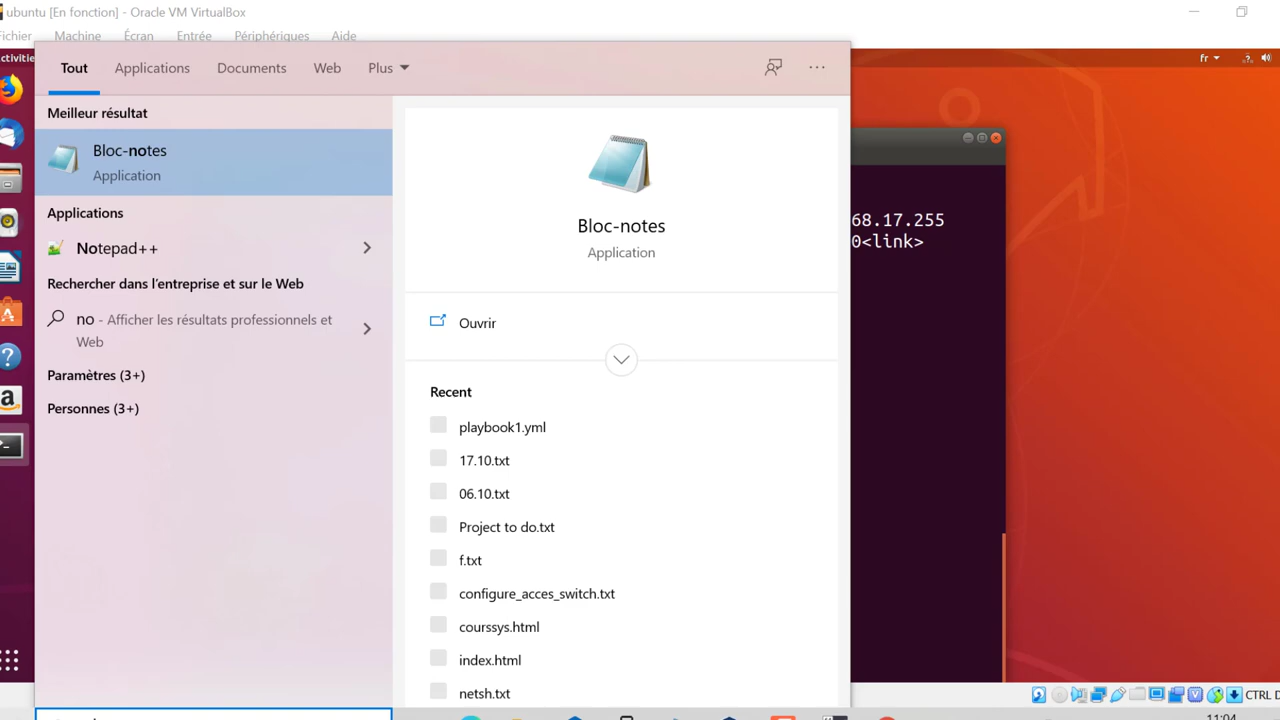 ubuntu [En fonction] - Oracle VM VirtualBox
Fichier Machine Écran Entrée Périphériques Aide
fr
Tout Applications Documents Web Plus
Meilleur résultat
Bloc-notes
Application
Applications
Notepad++
Rechercher dans l'entreprise et sur le Web
no - Afficher les résultats professionnels et
Web
Paramètres (3+)
Personnes (3+)
Bloc-notes
Application
Ouvrir
Recent
playbook1.yml
17.10.txt
06.10.txt
Project to do.txt
f.txt
configure_acces_switch.txt
courssys.html
index.html
netsh.txt
68.17.255
0<link>
CTRL D
11:04